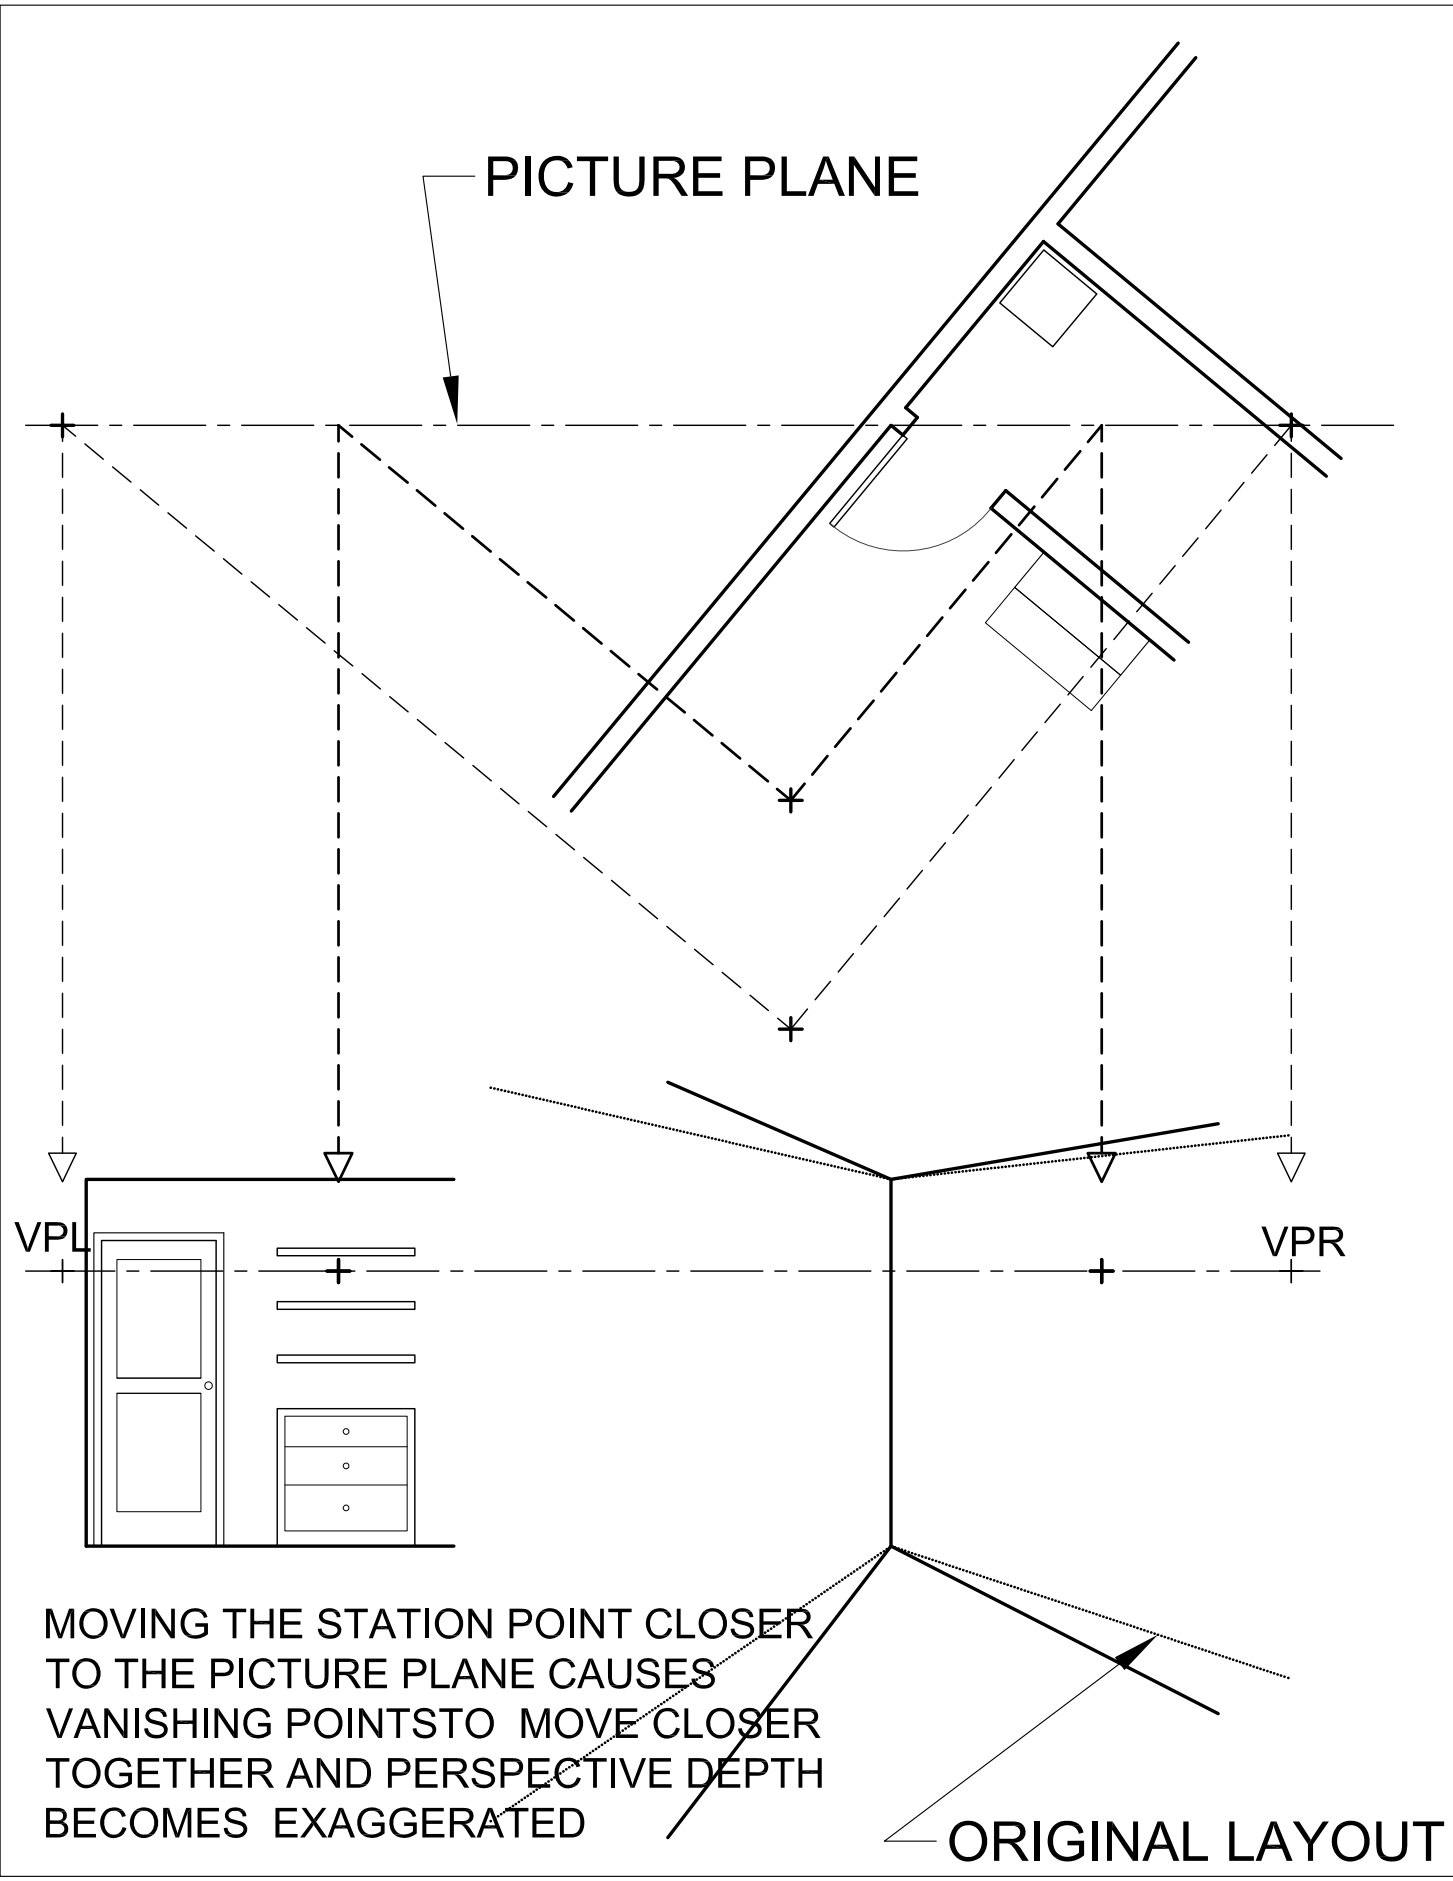 PICTURE PLANE
VPL
VPR
MOVING THE STATION POINT CLOSER
TO THE PICTURE PLANE CAUSES
VANISHING POINTSTO  MOVE CLOSER
TOGETHER AND PERSPECTIVE DEPTH
BECOMES  EXAGGERATED
ORIGINAL LAYOUT